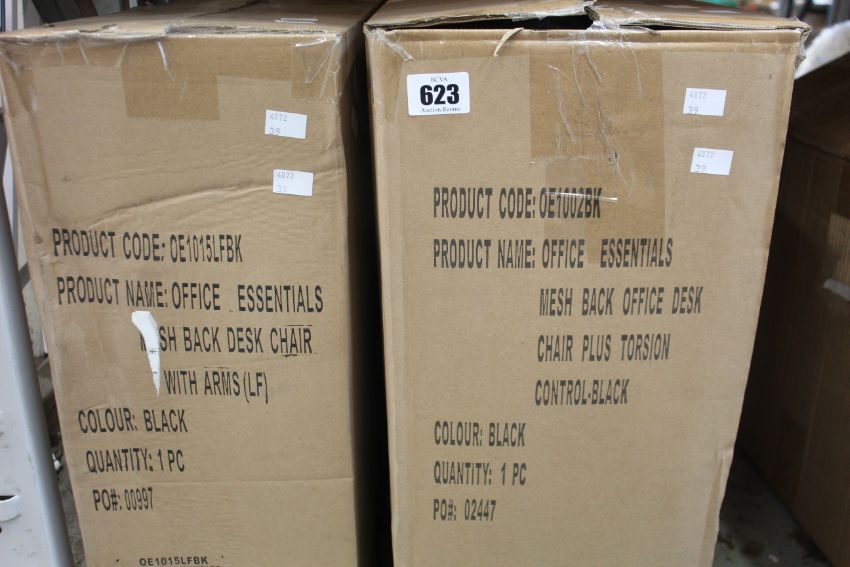 4872
39
4872
39
PRODUCT CODE: OE1015LFBK
PRODUCT NAME: OFFICE ESSENTIALS
SH BACK DESK CHAIR
WITH ARMS (LF)
COLOUR: BLACK
QUANTITY: 1 PC
PO#: 00997
OE1015LFBK
BCVA
623
Auction Rooms
4872
39
4872
39
PRODUCT CODE: OE1002BK
PRODUCT NAME: OFFICE ESSENTIALS
MESH BACK OFFICE DESK
CHAIR PLUS TORSION
CONTROL-BLACK
COLOUR: BLACK
QUANTITY: 1 PC
PO#: 02447